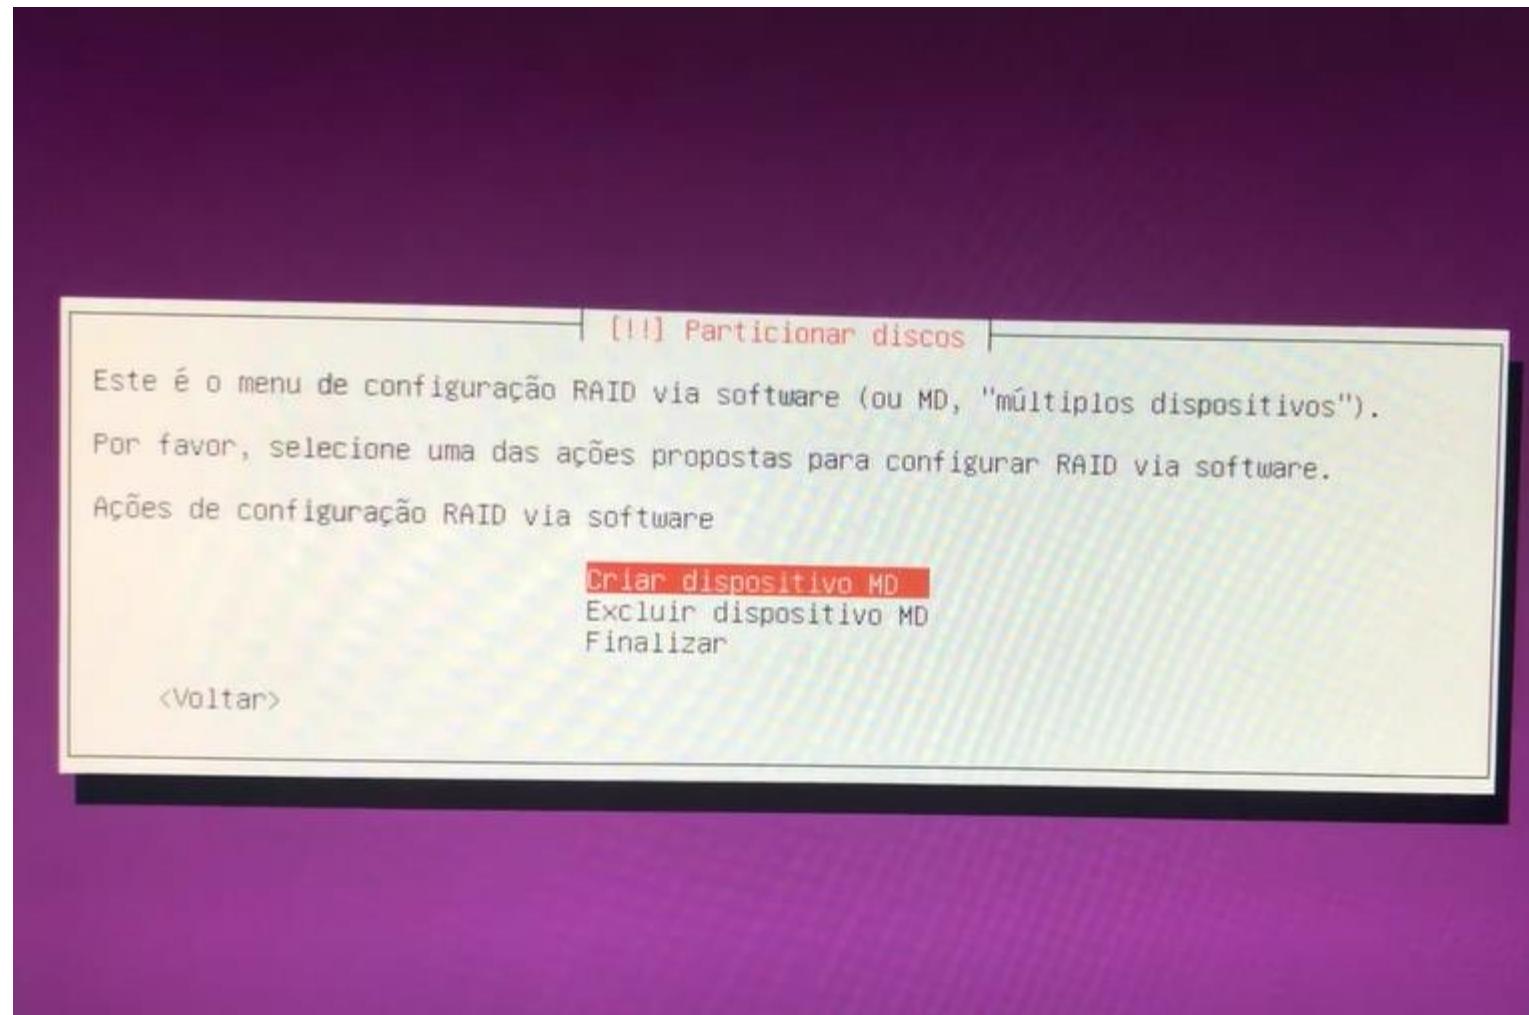 [!!] Particionar discos
Este é o menu de configuração RAID via software (ou MD, "múltiplos dispositivos").
Por favor, selecione uma das ações propostas para configurar RAID via software.
Ações de configuração RAID via software
Criar dispositivo MD
Excluir dispositivo MD
Finalizar
<Voltar>